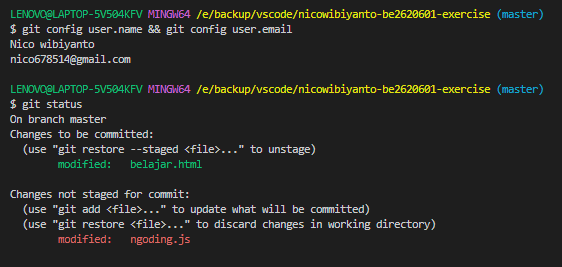 LENOVO@LAPTOP-5V504KFV MINGW64 /e/backup/vscode/nicowibiyanto-be2620601-exercise (master)
$ git config user.name && git config user.email
Nico wibiyanto
nico678514@gmail.com
LENOVO@LAPTOP-5V504KFV MINGW64 /e/backup/vscode/nicowibiyanto-be2620601-exercise (master)
$ git status
On branch master
Changes to be committed:
  (use "git restore --staged <file>..." to unstage)
        modified:   belajar.html
Changes not staged for commit:
  (use "git add <file>..." to update what will be committed)
  (use "git restore <file>..." to discard changes in working directory)
        modified:   ngoding.js